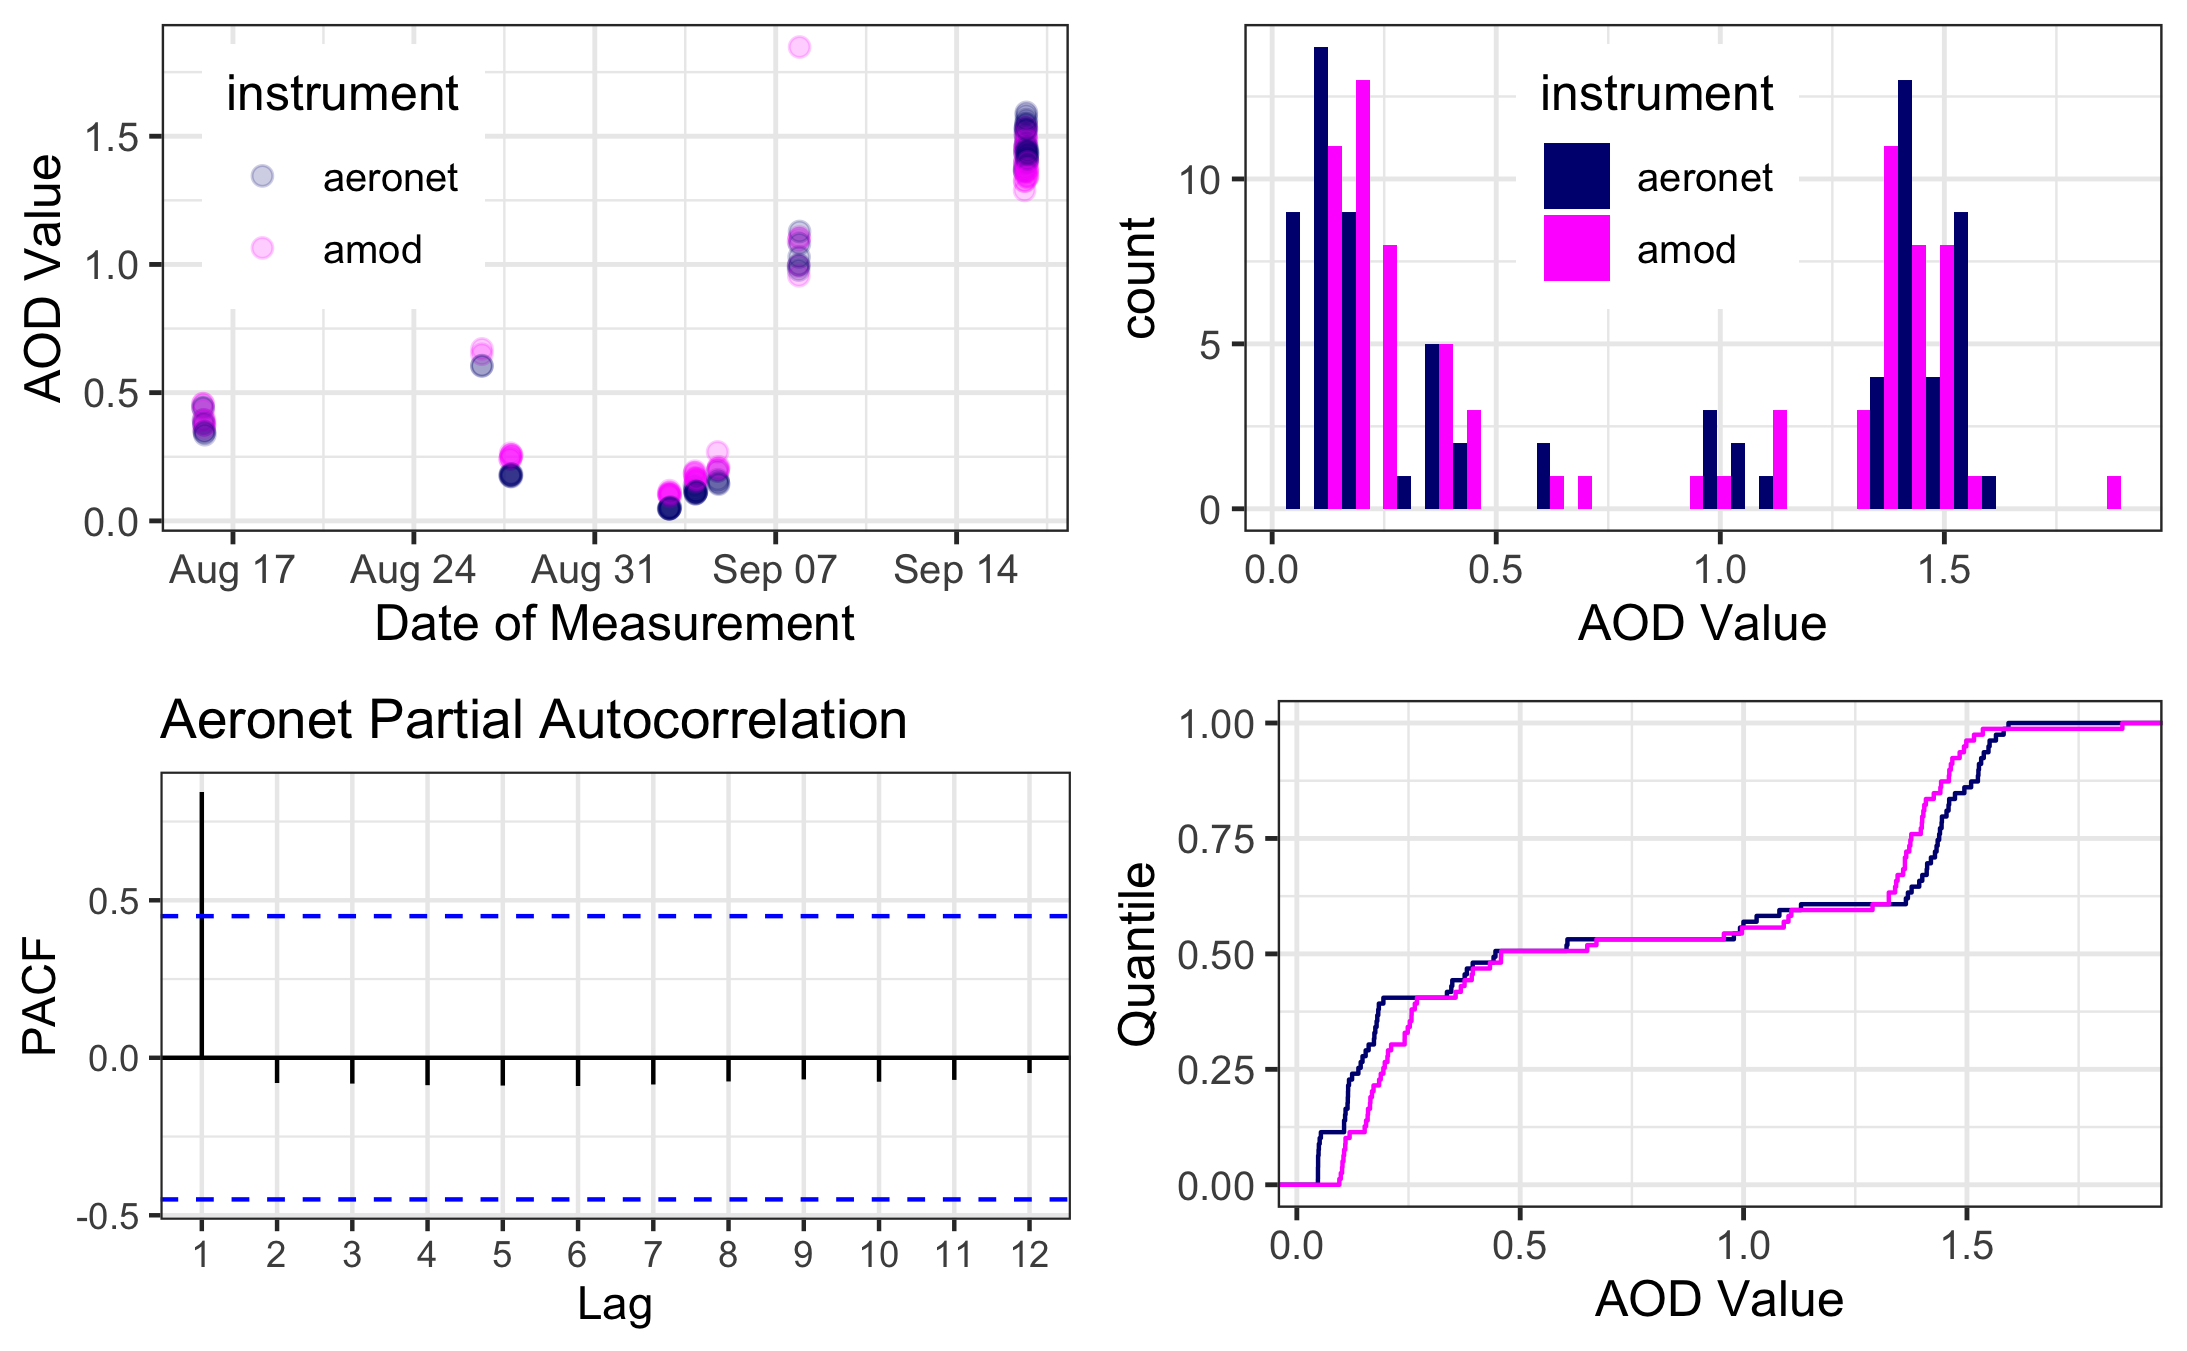 instrument
aeronet
amod
AOD Value
1.5
1.0
0.5
0.0
Aug 17 Aug 24 Aug 31 Sep 07 Sep 14
Date of Measurement
instrument
aeronet
amod
count
10
5
0
0.0 0.5 1.0 1.5
AOD Value
Aeronet Partial Autocorrelation
PACF
0.5
0.0
-0.5
1 2 3 4 5 6 7 8 9 10 11 12
Lag
Quantile
1.00
0.75
0.50
0.25
0.00
0.0 0.5 1.0 1.5
AOD Value